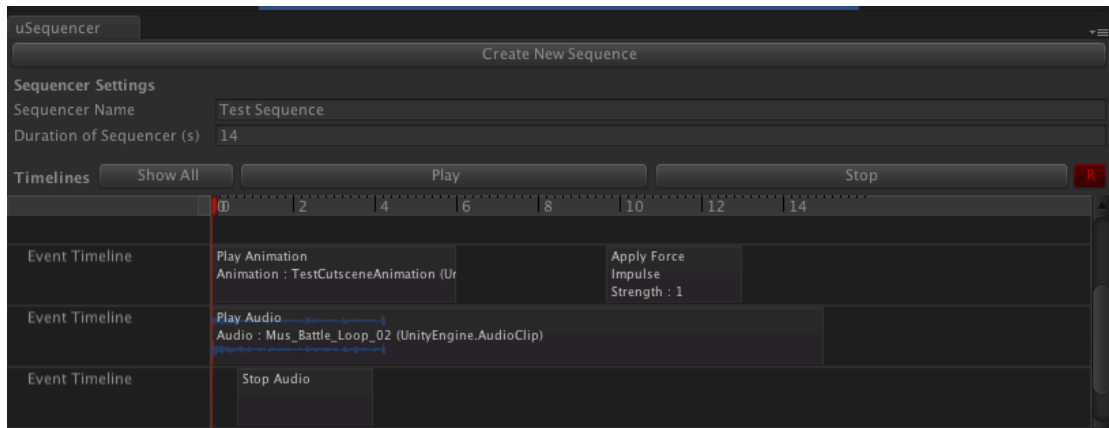 uSequencer
Create New Sequence
Sequencer Settings
Sequencer Name Test Sequence
Duration of Sequencer (s) 14
Timelines Show All Play Stop R
0 2 4 6 8 10 12 14
Event Timeline
Play Animation
Animation : TestCutsceneAnimation (Ur
Apply Force
Impulse
Strength : 1
Event Timeline
Play Audio
Audio : Mus_Battle_Loop_02 (UnityEngine.AudioClip)
Event Timeline
Stop Audio